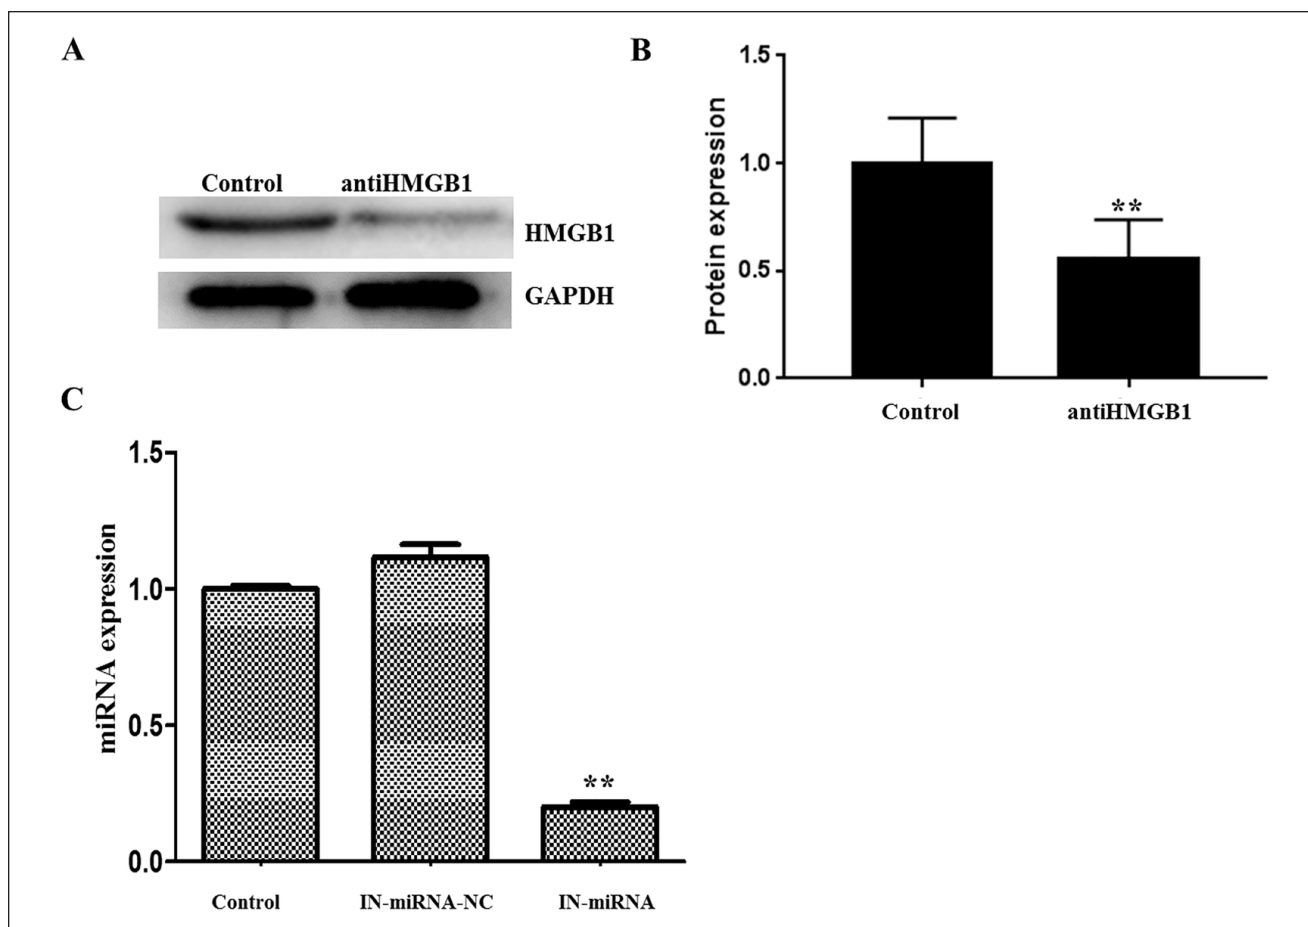 A
Control antiHMGB1
HMGB1
GAPDH
B
Protein expression
1.5
1.0
0.5
0.0
**
Control antiHMGB1
C
miRNA expression
1.5
1.0
0.5
0.0
**
Control IN-miRNA-NC IN-miRNA